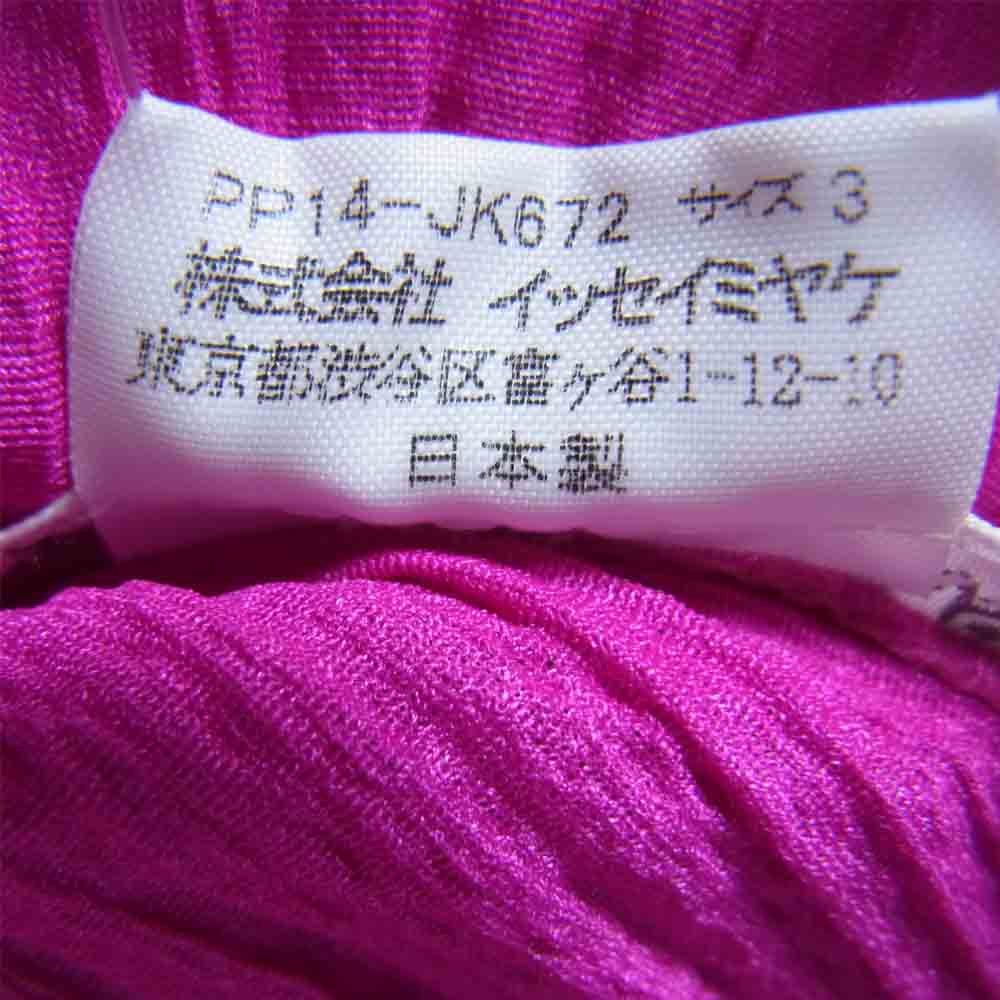 PP14-JK672 サイズ 3
株式会社 イッセイミヤケ
東京都渋谷区富ヶ谷1-12-10
日本製